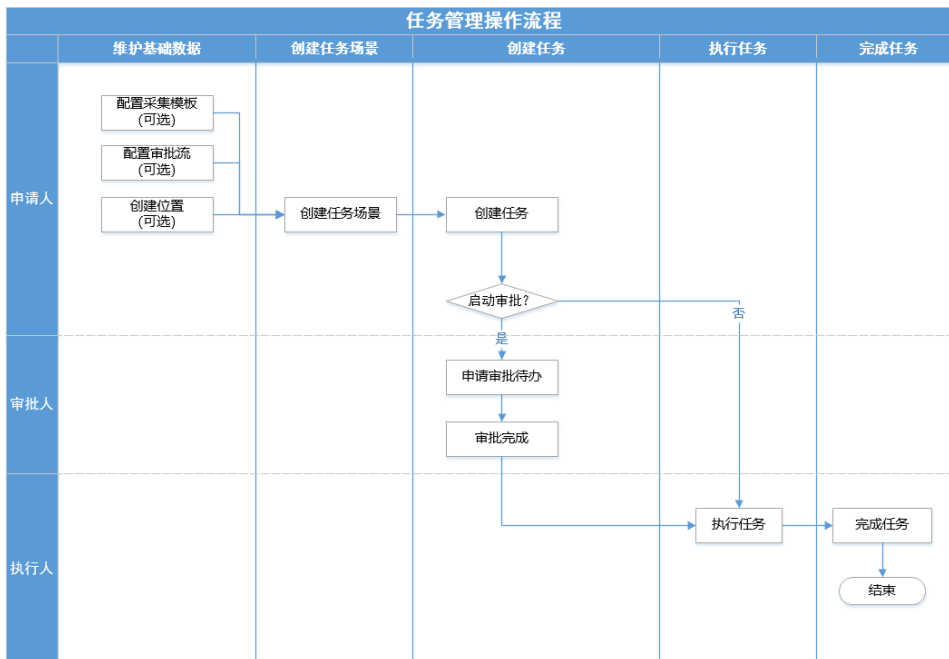 任务管理操作流程
维护基础数据
创建任务场景
创建任务
执行任务
完成任务
申请人
配置采集模板
(可选)
配置审批流
(可选)
创建位置
(可选)
创建任务场景
创建任务
启动审批?
否
是
审批人
申请审批待办
审批完成
执行人
执行任务
完成任务
结束